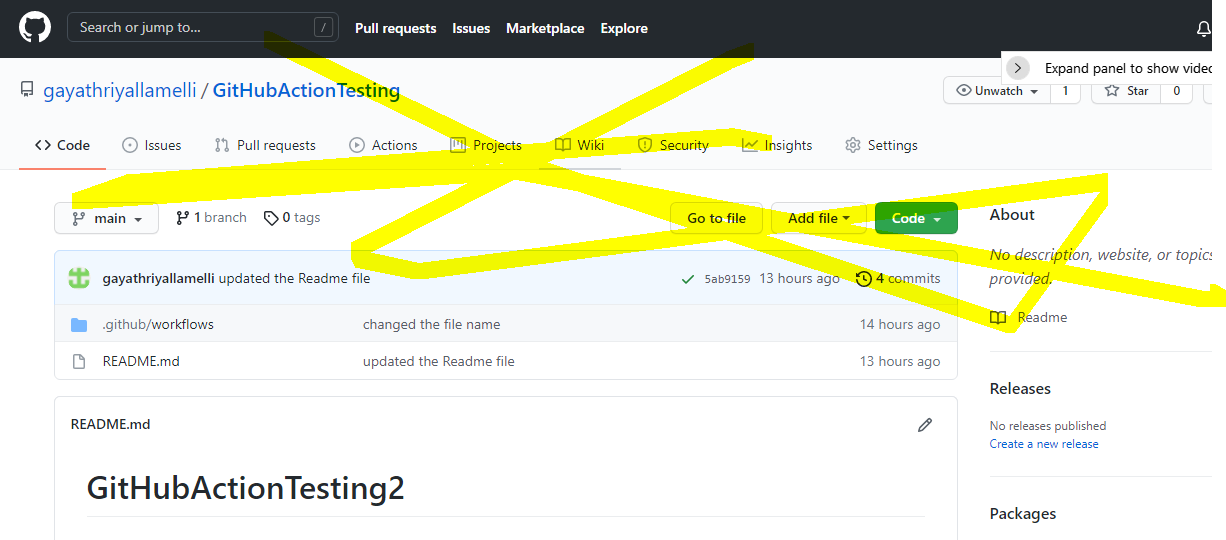 Search or jump to... /
Pull requests Issues Marketplace Explore
Expand panel to show video
gayathriyallamelli / GitHubActionTesting
Unwatch 1 Star 0
Code Issues Pull requests Actions Projects Wiki Security Insights Settings
main 1 branch 0 tags Go to file Add file Code
About
No description, website, or topics
provided.
gayathriyallamelli updated the Readme file 5ab9159 13 hours ago 4 commits
.github/workflows changed the file name 14 hours ago
README.md updated the Readme file 13 hours ago
Readme
Releases
No releases published
Create a new release
Packages
README.md
GitHubActionTesting2